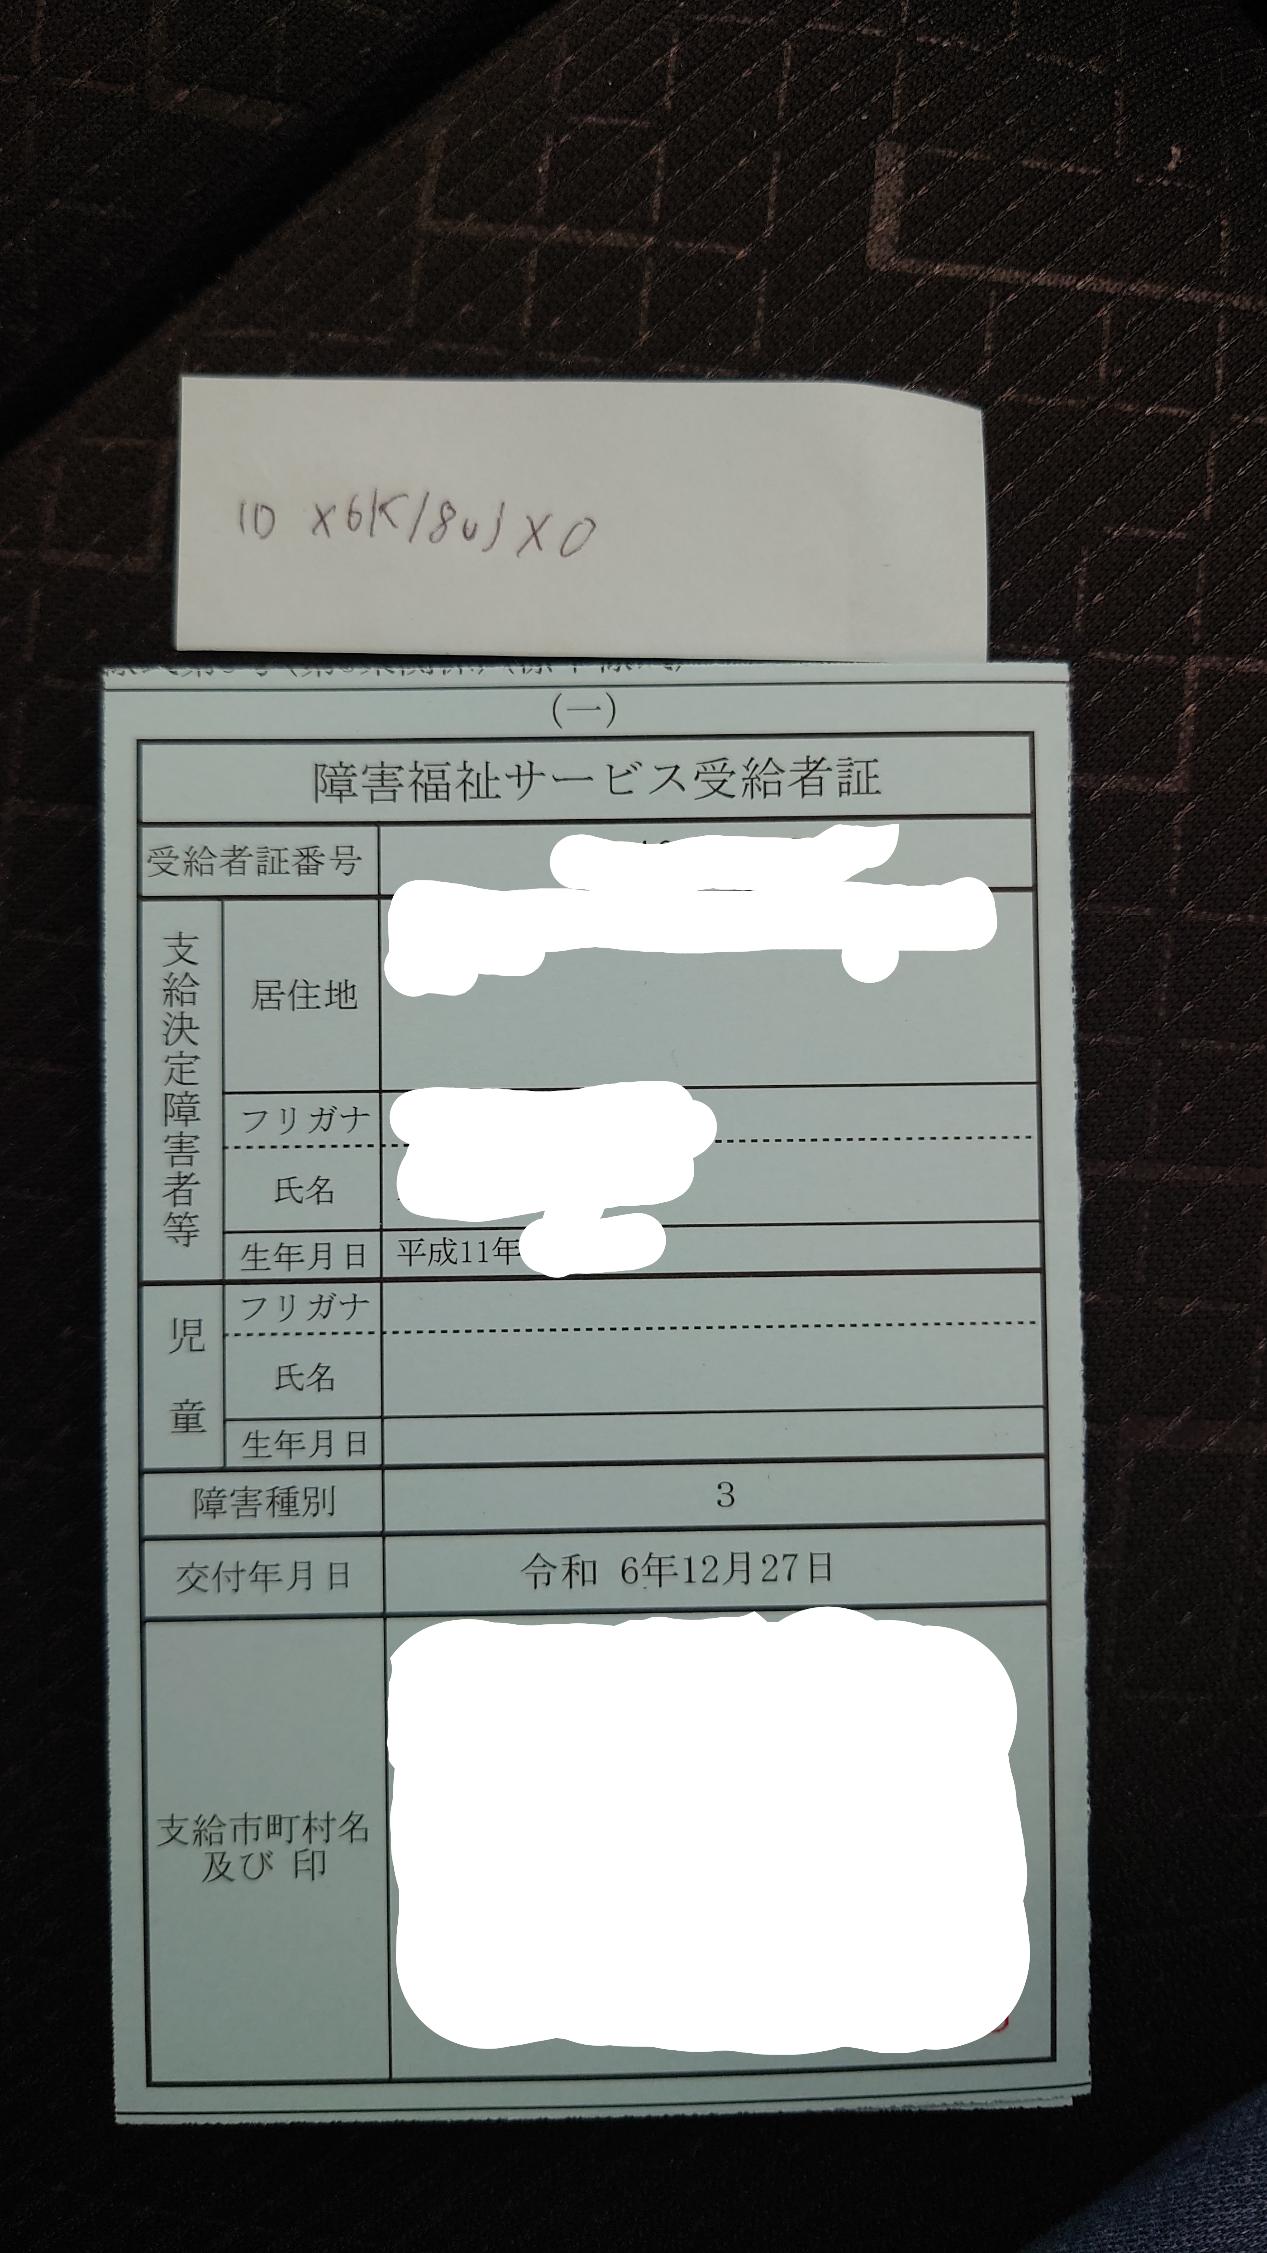 ID x6K/8uJX0
(一)
障害福祉サービス受給者証
受給者証番号
支給決定障害者等
居住地
フリガナ
氏名
生年月日 平成11年
児童
フリガナ
氏名
生年月日
障害種別 3
交付年月日 令和 6年12月27日
支給市町村名
及び 印